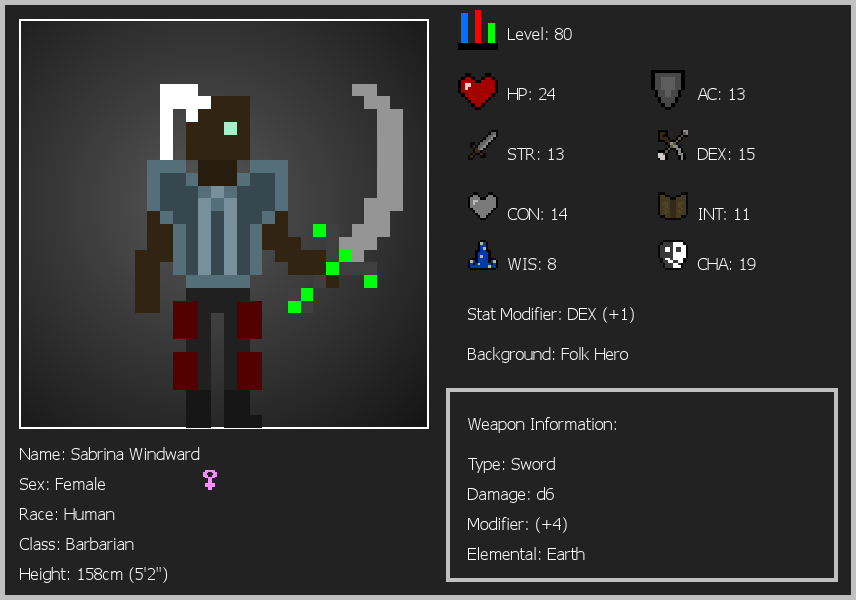 Level: 80
HP: 24
AC: 13
STR: 13
DEX: 15
CON: 14
INT: 11
WIS: 8
CHA: 19
Stat Modifier: DEX (+1)
Background: Folk Hero
Weapon Information:
Type: Sword
Damage: d6
Modifier: (+4)
Elemental: Earth
Name: Sabrina Windward
Sex: Female
Race: Human
Class: Barbarian
Height: 158cm (5'2")